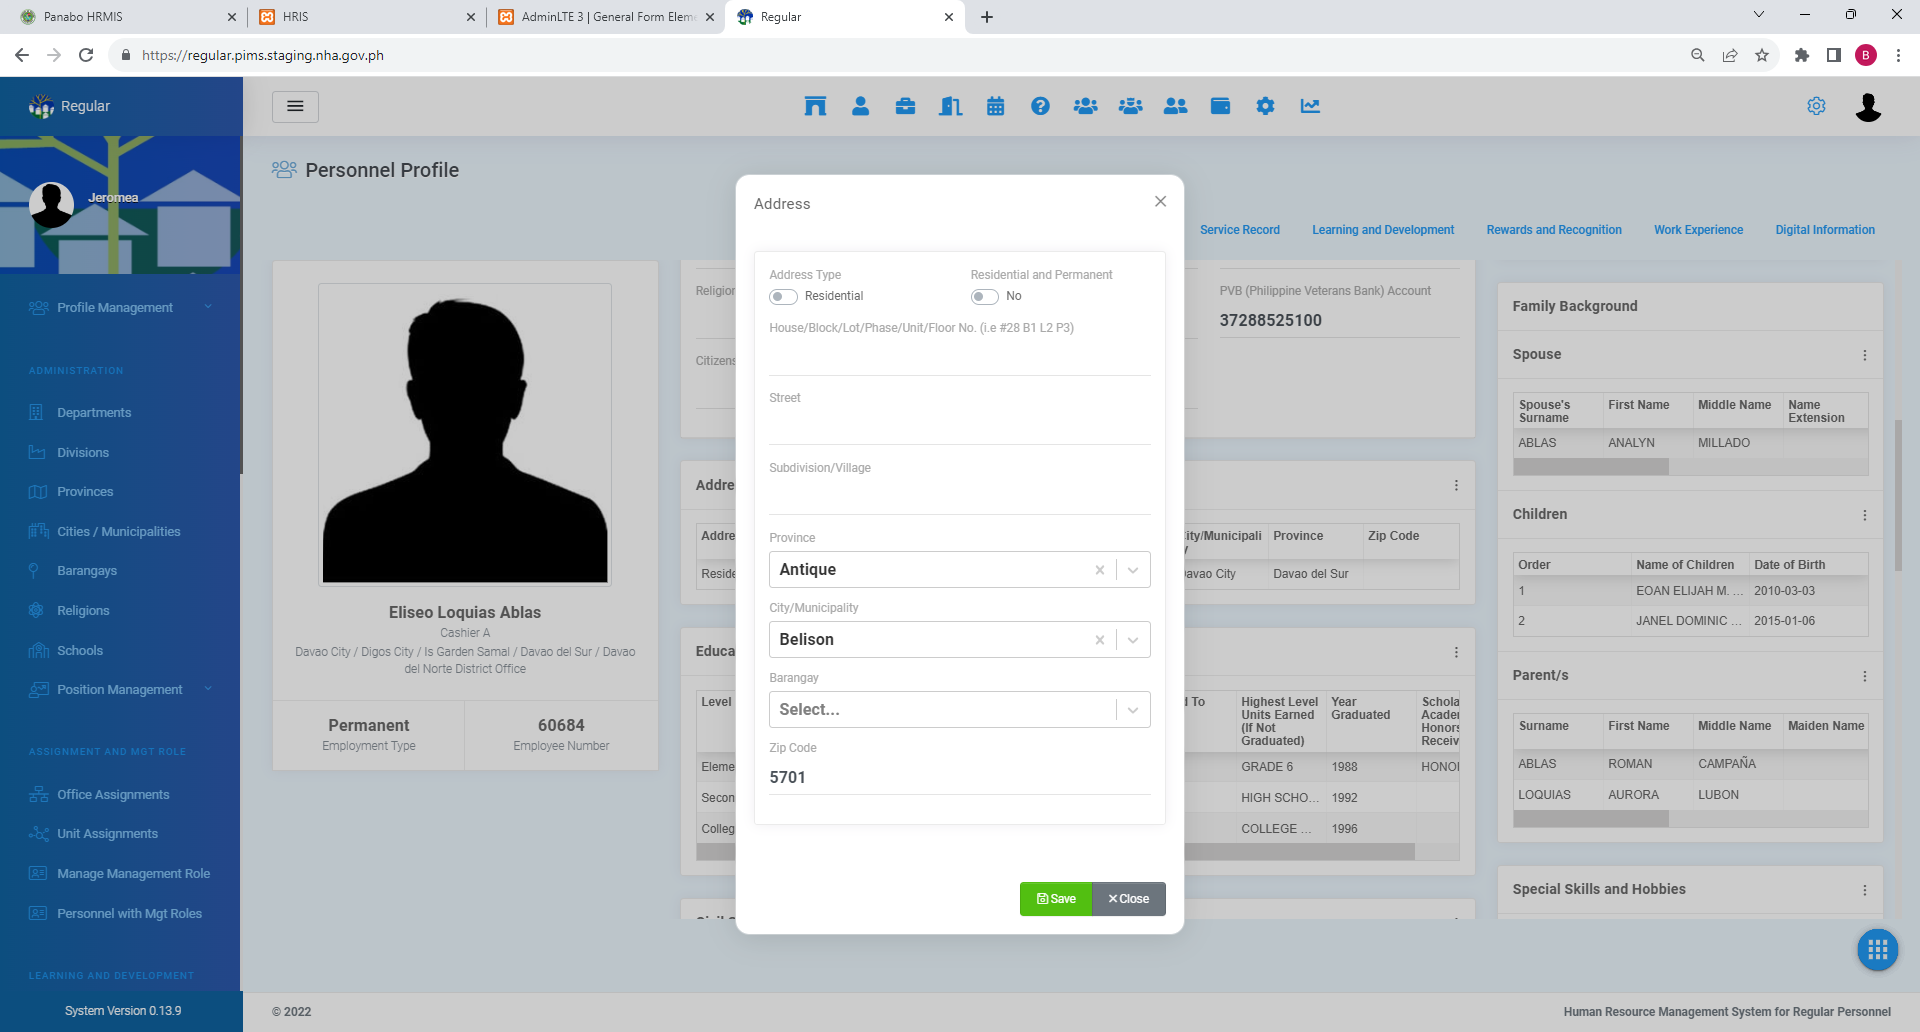 Panabo HRMIS
HRIS
AdminLTE 3 | General Form Eleme
Regular
https://regular.pims.staging.nha.gov.ph
B
Regular
Jeromea
Profile Management
ADMINISTRATION
Departments
Divisions
Provinces
Cities / Municipalities
Barangays
Religions
Schools
Position Management
ASSIGNMENT AND MGT ROLE
Office Assignments
Unit Assignments
Manage Management Role
Personnel with Mgt Roles
LEARNING AND DEVELOPMENT
System Version 0.13.9
Personnel Profile
Service Record
Learning and Development
Rewards and Recognition
Work Experience
Digital Information
Eliseo Loquias Ablas
Cashier A
Davao City / Digos City / Is Garden Samal / Davao del Sur / Davao
del Norte District Office
Permanent
Employment Type
60684
Employee Number
Religion
Citizens
PVB (Philippine Veterans Bank) Account
37288525100
Addre
Addre
City/Municipali
y
Province
Zip Code
Reside
Davao City
Davao del Sur
Educa
Level
d To
Highest Level
Units Earned
(If Not
Graduated)
Year
Graduated
Schola
Acader
Honors
Receiv
Eleme
GRADE 6
1988
HONOI
Secon
HIGH SCHO...
1992
Colleg
COLLEGE ...
1996
Address
Address Type
Residential
Residential and Permanent
No
House/Block/Lot/Phase/Unit/Floor No. (i.e #28 B1 L2 P3)
Street
Subdivision/Village
Province
Antique
City/Municipality
Belison
Barangay
Select...
Zip Code
5701
Save
Close
Family Background
Spouse
Spouse's
Surname
First Name
Middle Name
Name
Extension
ABLAS
ANALYN
MILLADO
Children
Order
Name of Children
Date of Birth
1
EOAN ELIJAH M. ...
2010-03-03
2
JANEL DOMINIC ...
2015-01-06
Parent/s
Surname
First Name
Middle Name
Maiden Name
ABLAS
ROMAN
CAMPAÑA
LOQUIAS
AURORA
LUBON
Special Skills and Hobbies
© 2022
Human Resource Management System for Regular Personnel